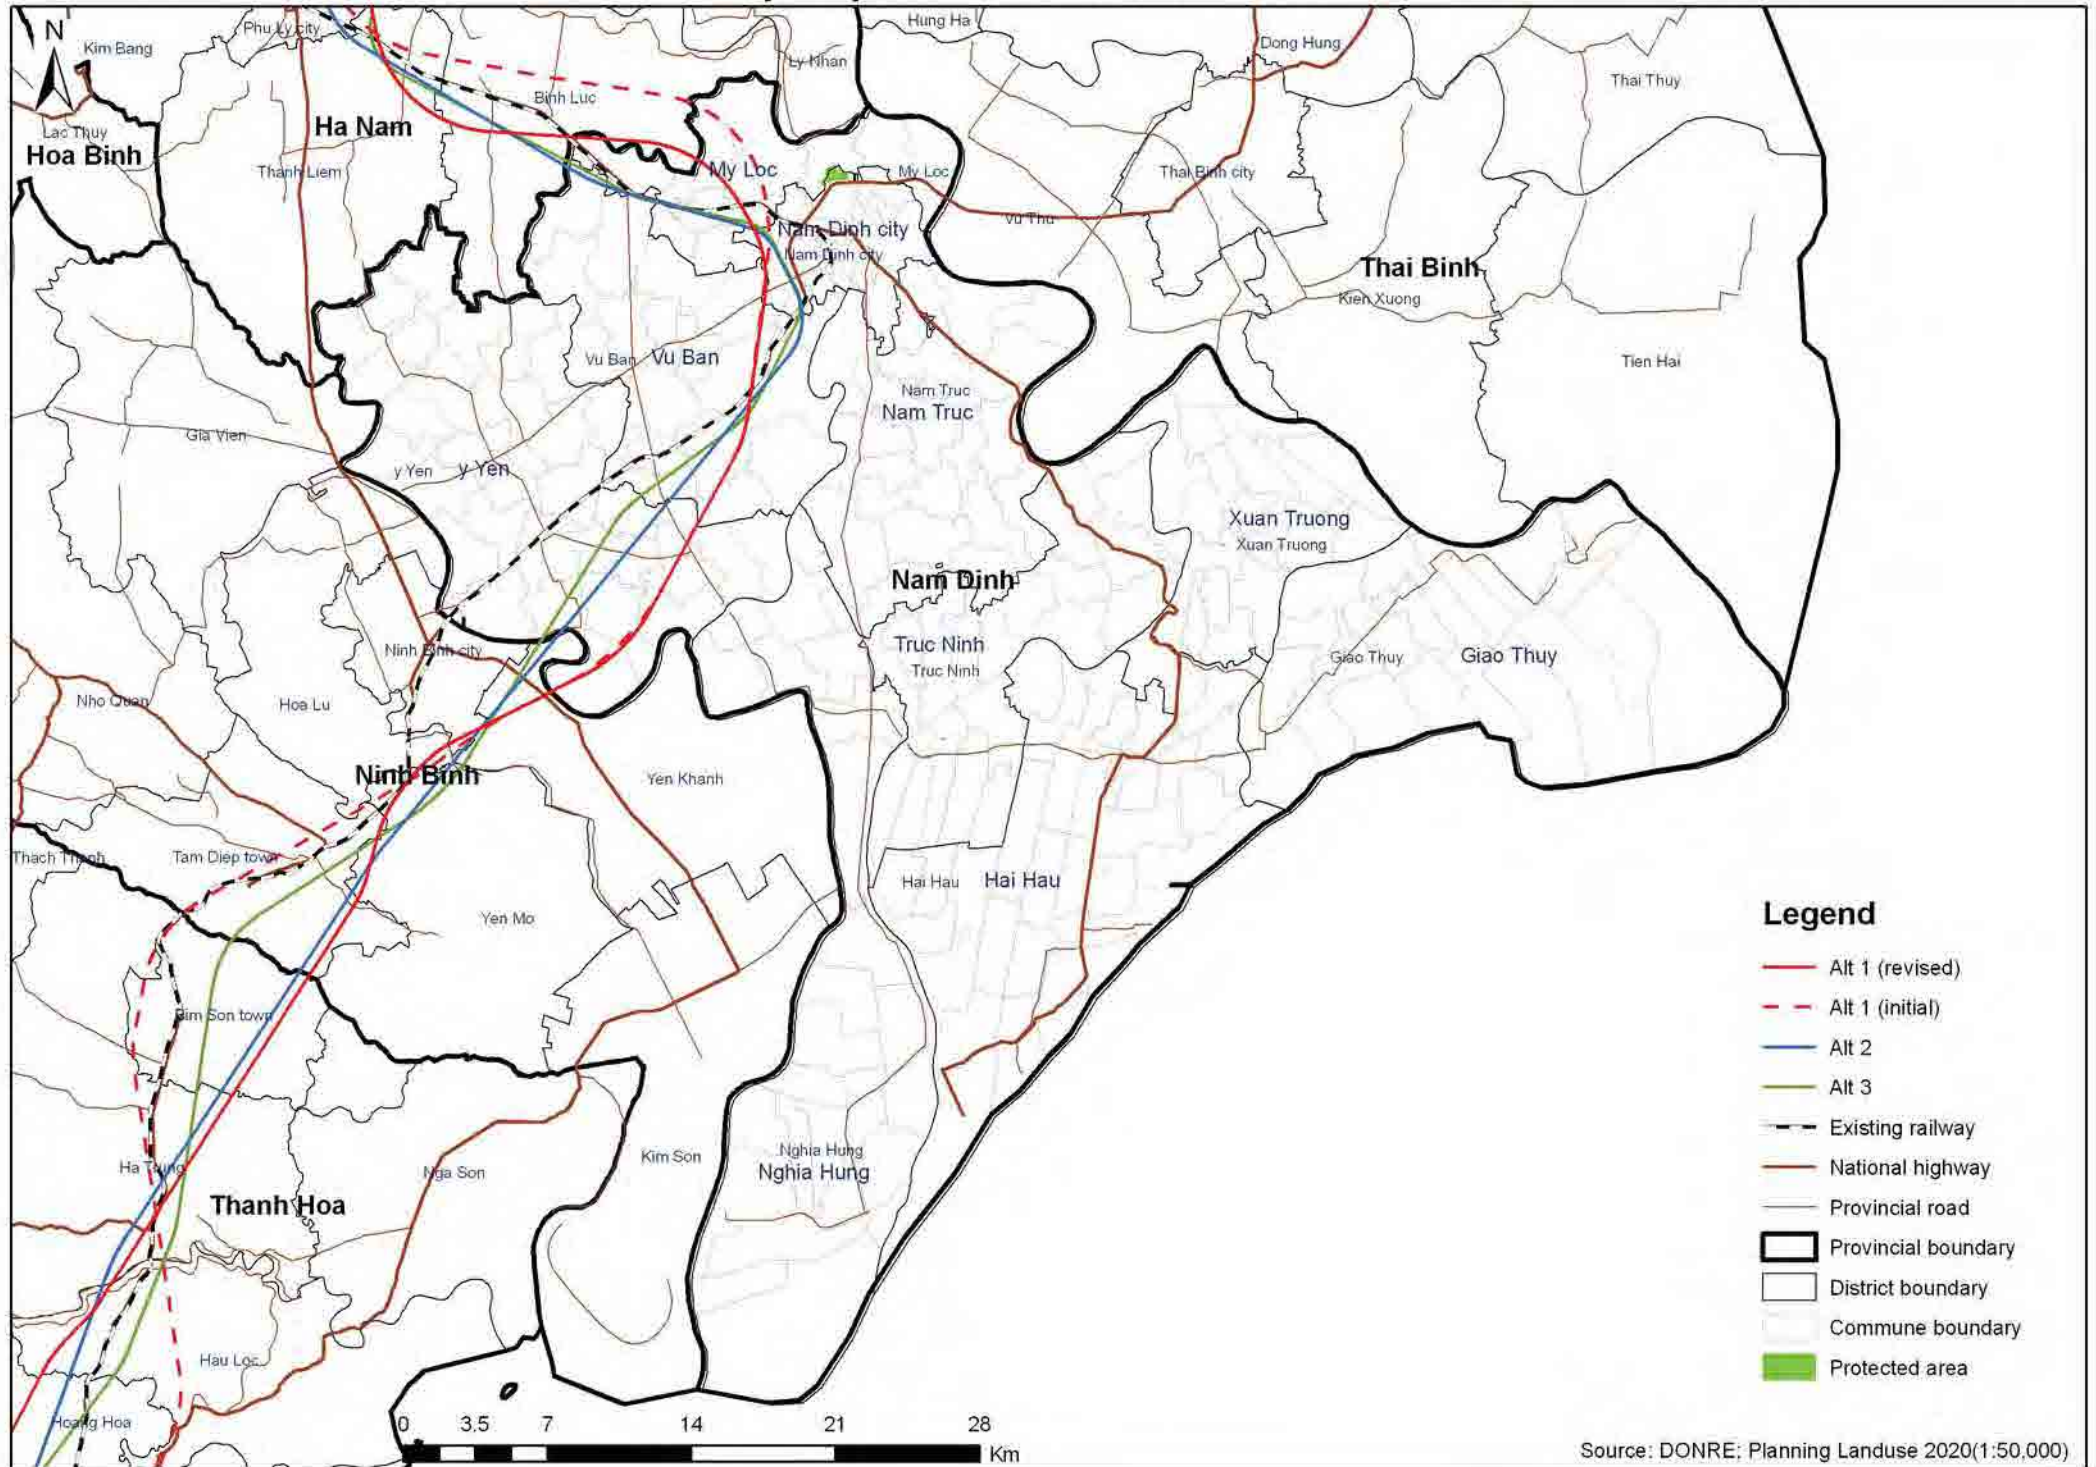 N
Kim Bang
Phu Ly city
Hung Ha
Dong Hung
Ly Nhan
Thai Thuy
Binh Luc
Ha Nam
Lac Thuy
Hoa Binh
Thanh Liem
My Loc
My Loc
Thai Binh city
Vu Thu
Nam Dinh city
Nam Dinh city
Thai Binh
Kien Xuong
Vu Ban
Vu Ban
Tien Hai
Nam Truc
Nam Truc
Gia Vien
y Yen
y Yen
Xuan Truong
Xuan Truong
Nam Dinh
Truc Ninh
Truc Ninh
Ninh Binh city
Giao Thuy
Giao Thuy
Nho Quan
Hoa Lu
Ninh Binh
Yen Khanh
Thach Thanh
Tam Diep town
Hai Hau
Hai Hau
Yen Mo
Bim Son town
Ha Trung
Nga Son
Kim Son
Nghia Hung
Nghia Hung
Thanh Hoa
Hau Loc
Hoang Hoa
Legend
Alt 1 (revised)
Alt 1 (initial)
Alt 2
Alt 3
Existing railway
National highway
Provincial road
Provincial boundary
District boundary
Commune boundary
Protected area
0 3.5 7 14 21 28
Km
Source: DONRE; Planning Landuse 2020(1:50,000)